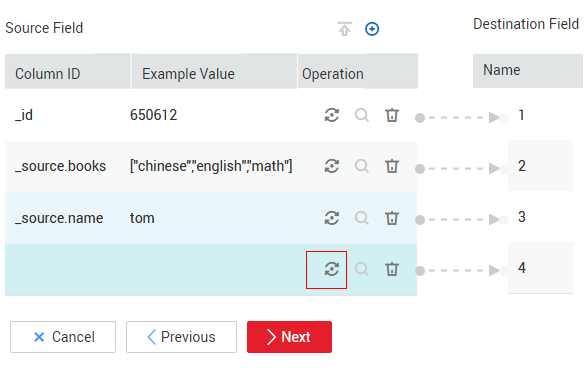 Source Field
Destination Field
Column ID Example Value Operation
Name
_id 650612 1
_source.books ["chinese","english","math"] 2
_source.name tom 3
4
Cancel Previous Next